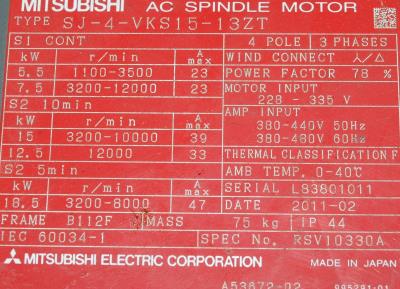 MITSUBISHI AC SPINDLE MOTOR
TYPE SJ-4-VKS15-13ZT
S1 CONT 4 POLE 3 PHASES
kW r/min A max WIND CONNECT 人/△
5.5 1100-3500 23 POWER FACTOR 78 %
7.5 3200-12000 23 MOTOR INPUT
S2 10min 228 - 335 V
kW r/min A max AMP INPUT
15 3200-10000 39 380-440V 50Hz
380-480V 60Hz
12.5 12000 33 THERMAL CLASSIFICATION F
S2 5min AMB TEMP. 0-40℃
kW r/min A max SERIAL L83801011
18.5 3200-8000 47 DATE 2011-02
FRAME B112F MASS 75 kg IP 44
IEC 60034-1 SPEC No. RSV10330A
MITSUBISHI ELECTRIC CORPORATION MADE IN JAPAN
A53672-02